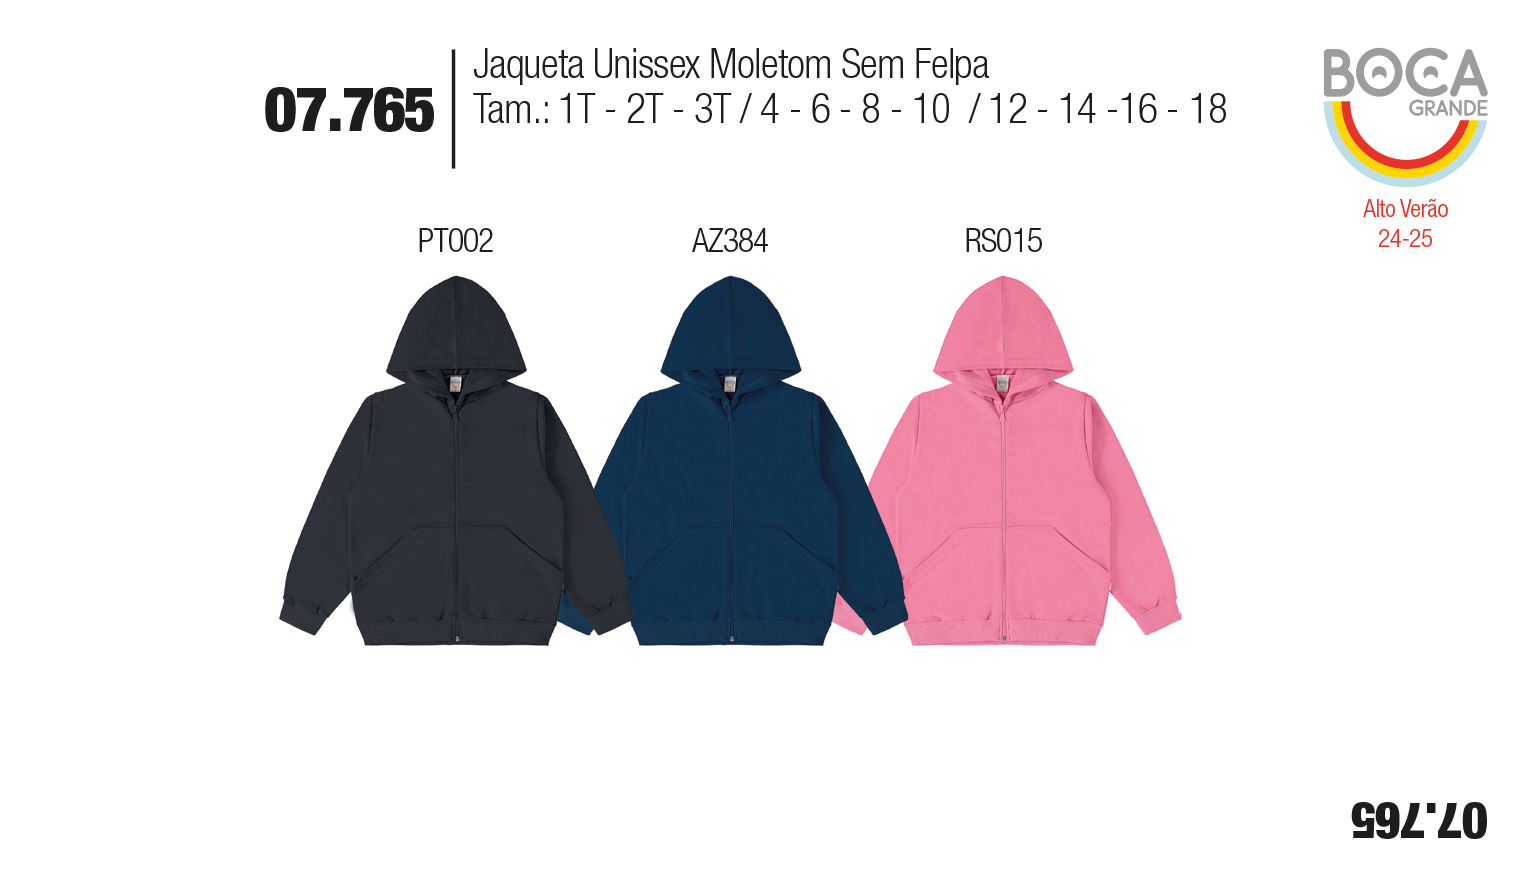 07.765
Jaqueta Unissex Moletom Sem Felpa
Tam.: 1T - 2T - 3T / 4 - 6 - 8 - 10 / 12 - 14 -16 - 18
BOCA
GRANDE
Alto Verão
24-25
PT002
AZ384
RS015
07.765